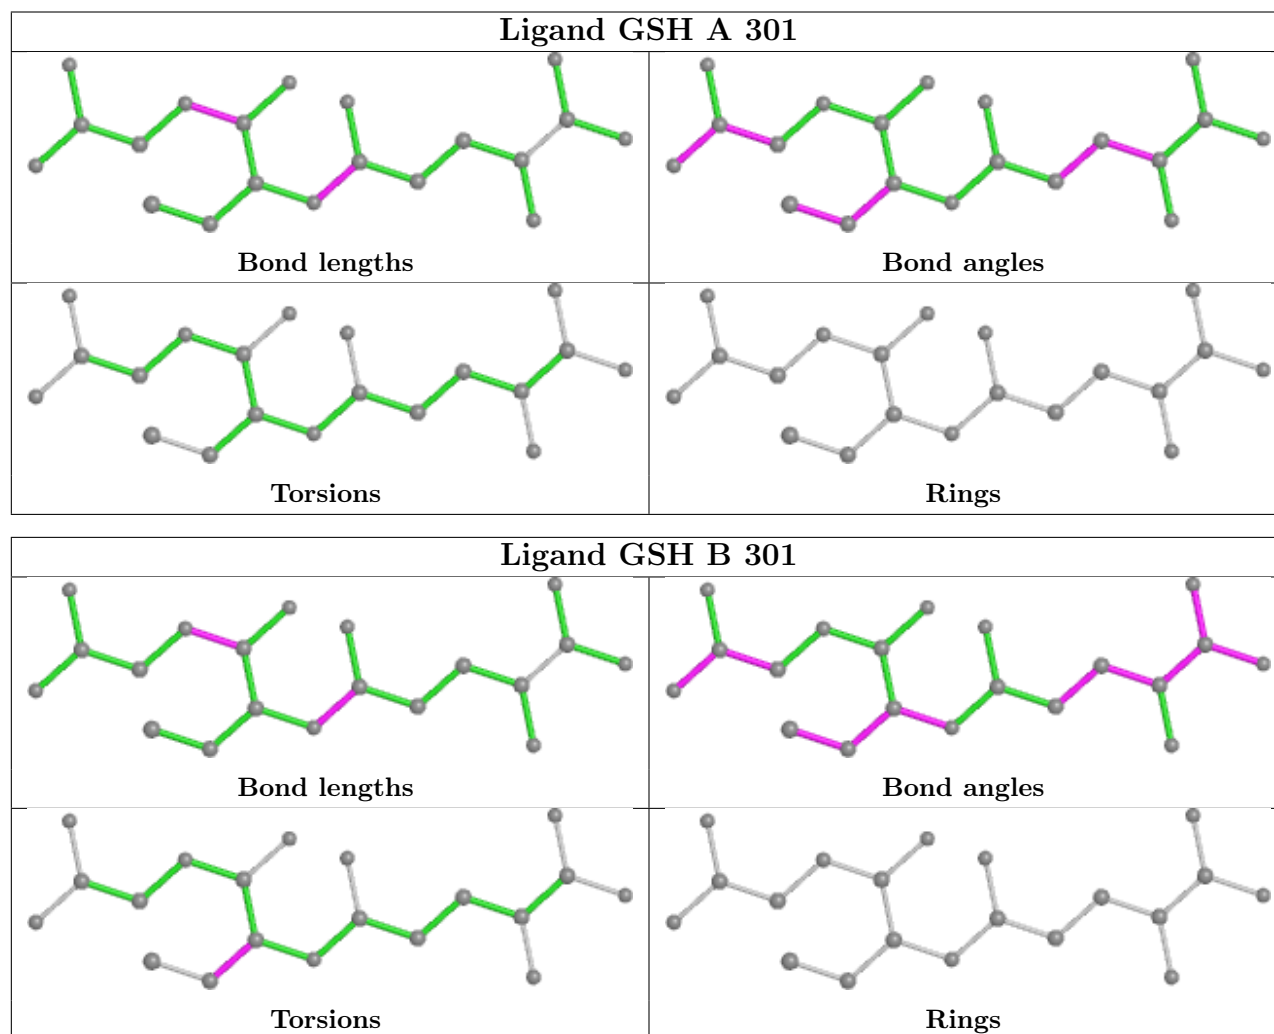 Ligand GSH A 301
Bond lengths
Bond angles
Torsions
Rings
Ligand GSH B 301
Bond lengths
Bond angles
Torsions
Rings